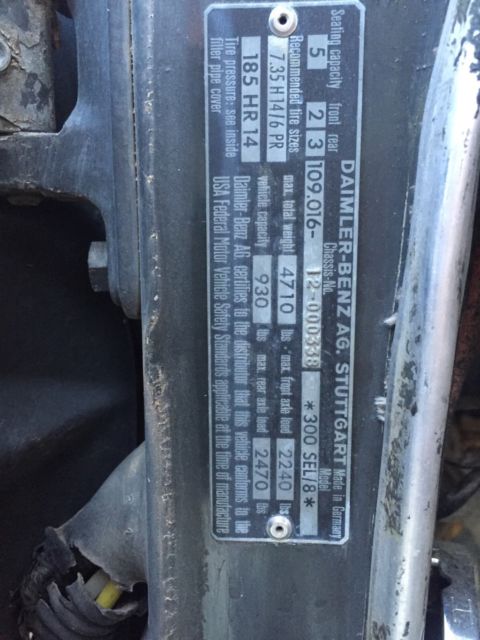 DAIMLER-BENZ AG. STUTTGART Made in Germany
Seating capacity front rear Chassis-No. Model
5 2 3 109.016- 12-000338 *300 SEL/8*
Recommended tire sizes max. total weight 4710 lbs · max. front axle load 2240 lbs
7.35 H 14/6 PR vehicle capacity 930 lbs max. rear axle load 2470 lbs
185 HR 14
Tire pressure: see inside filler pipe cover
Daimler-Benz AG. certifies to the distributor that this vehicle conforms to the
USA Federal Motor Vehicle Safety Standards applicable at the time of manufacture